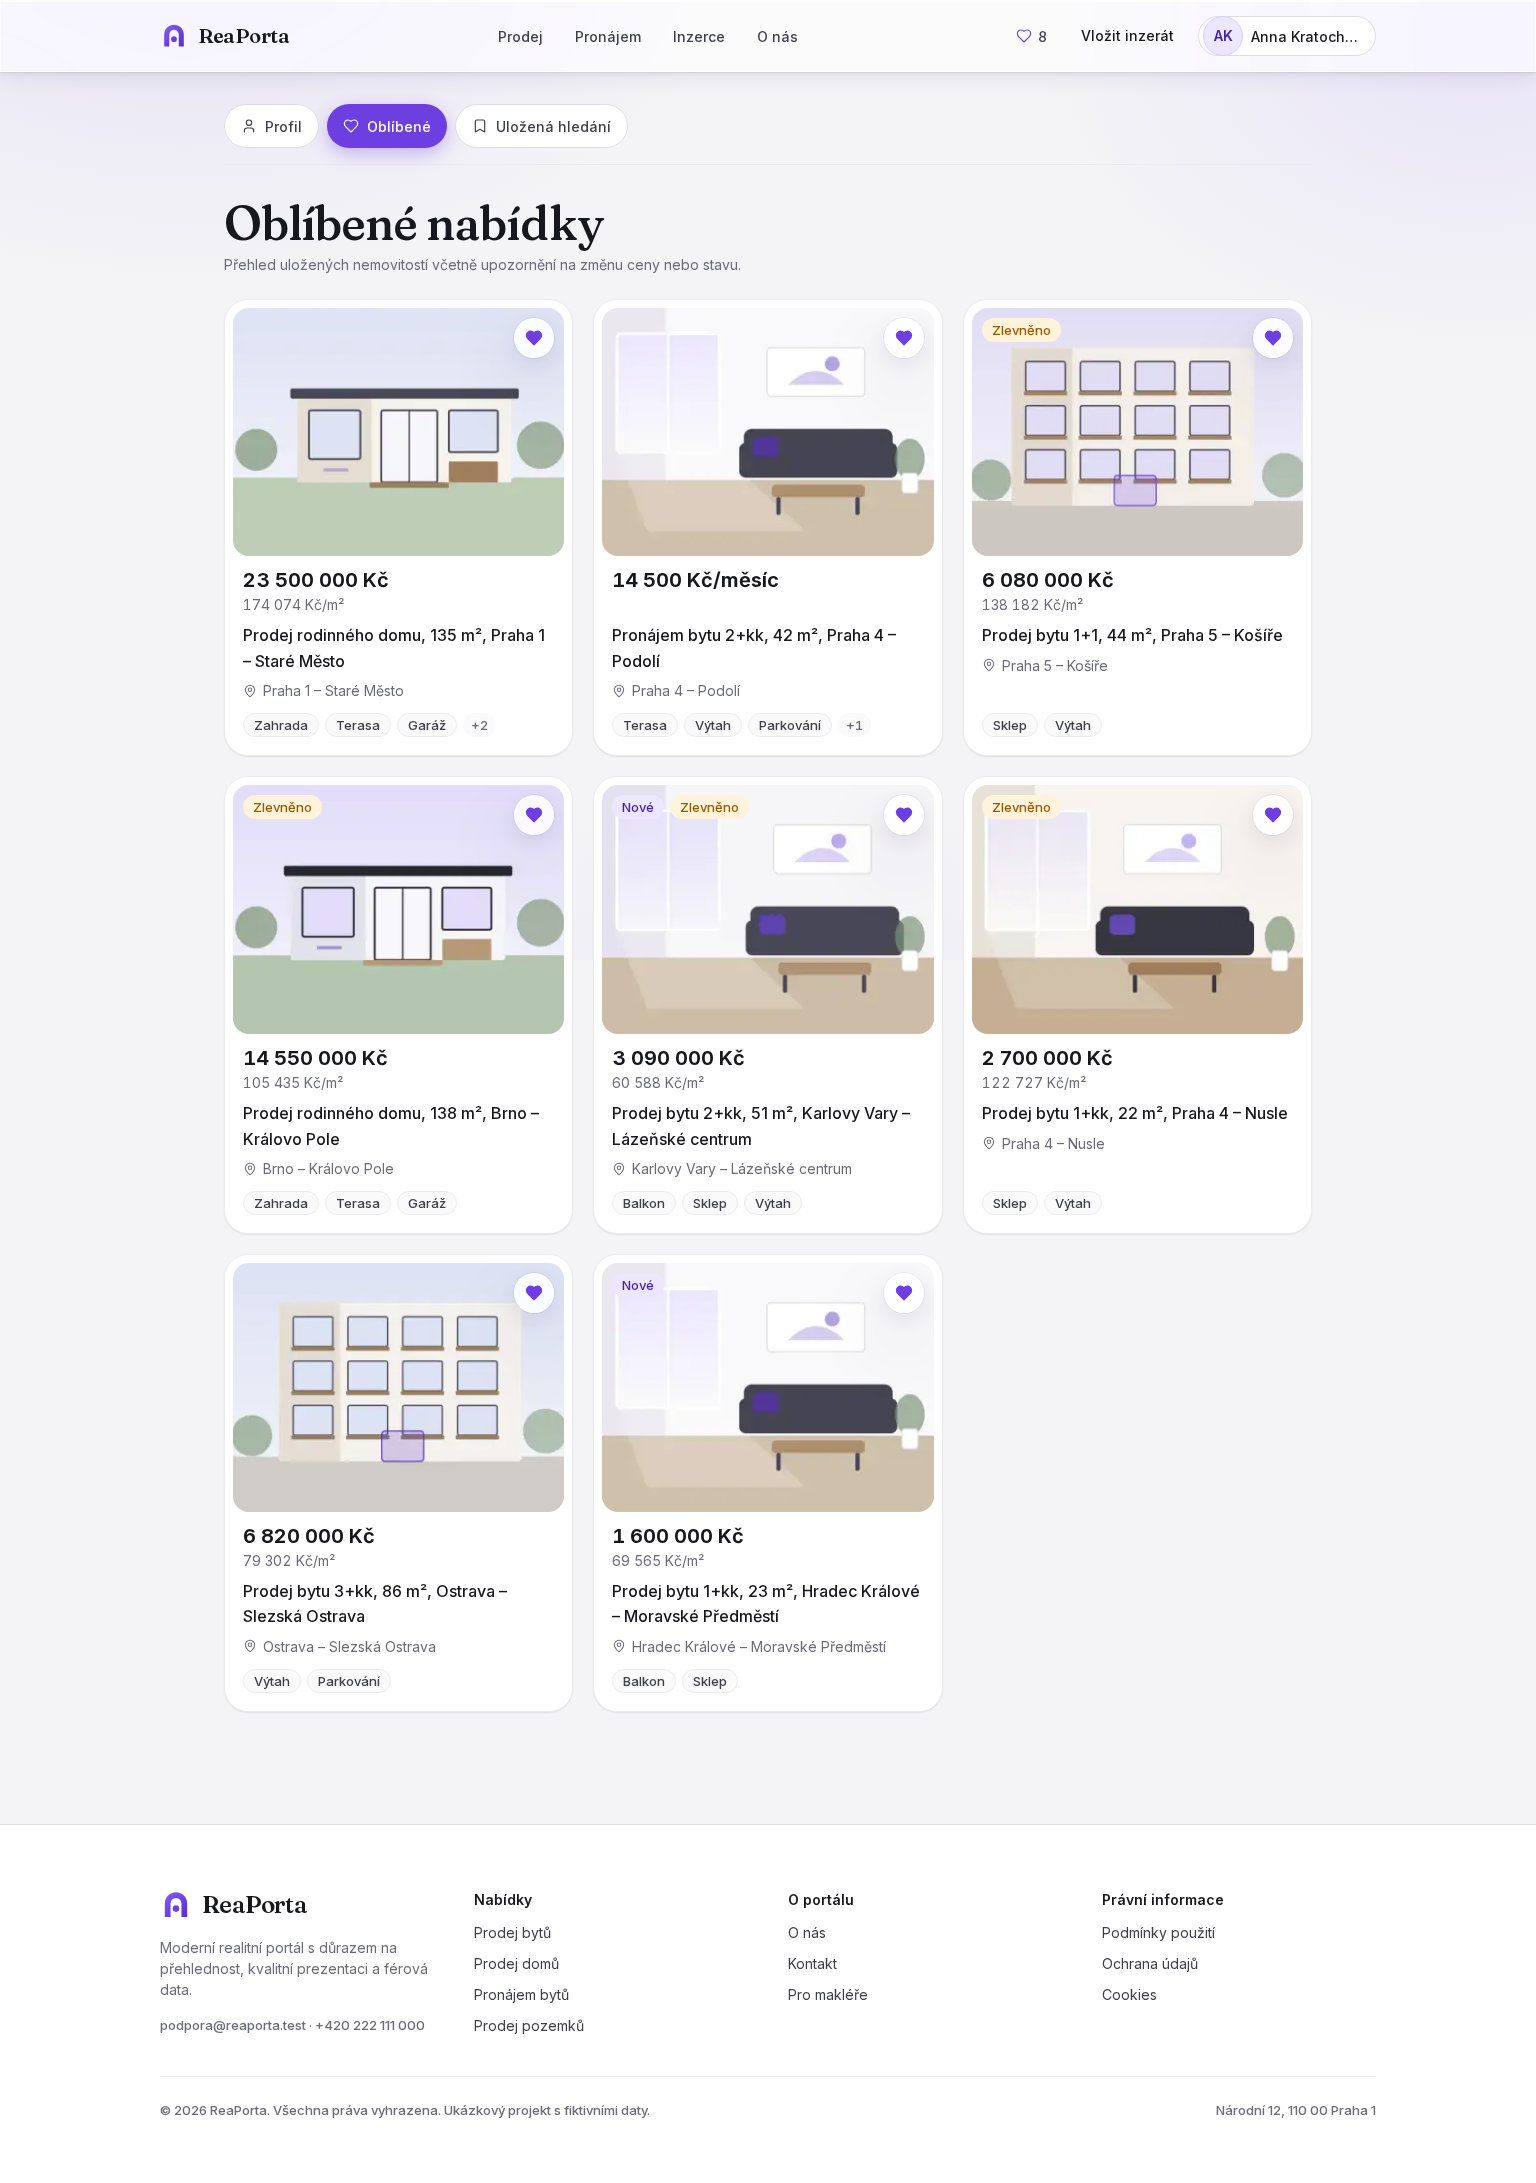 ReaPorta
Prodej
Pronájem
Inzerce
O nás
8
Vložit inzerát
AK
Anna Kratoch...
Profil
Oblíbené
Uložená hledání
Oblíbené nabídky
Přehled uložených nemovitostí včetně upozornění na změnu ceny nebo stavu.
23 500 000 Kč
174 074 Kč/m²
Prodej rodinného domu, 135 m², Praha 1
– Staré Město
Praha 1 – Staré Město
Zahrada
Terasa
Garáž
+2
14 500 Kč/měsíc
Pronájem bytu 2+kk, 42 m², Praha 4 –
Podolí
Praha 4 – Podolí
Terasa
Výtah
Parkování
+1
Zlevněno
6 080 000 Kč
138 182 Kč/m²
Prodej bytu 1+1, 44 m², Praha 5 – Košíře
Praha 5 – Košíře
Sklep
Výtah
Zlevněno
14 550 000 Kč
105 435 Kč/m²
Prodej rodinného domu, 138 m², Brno –
Královo Pole
Brno – Královo Pole
Zahrada
Terasa
Garáž
Nové
Zlevněno
3 090 000 Kč
60 588 Kč/m²
Prodej bytu 2+kk, 51 m², Karlovy Vary –
Lázeňské centrum
Karlovy Vary – Lázeňské centrum
Balkon
Sklep
Výtah
Zlevněno
2 700 000 Kč
122 727 Kč/m²
Prodej bytu 1+kk, 22 m², Praha 4 – Nusle
Praha 4 – Nusle
Sklep
Výtah
6 820 000 Kč
79 302 Kč/m²
Prodej bytu 3+kk, 86 m², Ostrava –
Slezská Ostrava
Ostrava – Slezská Ostrava
Výtah
Parkování
Nové
1 600 000 Kč
69 565 Kč/m²
Prodej bytu 1+kk, 23 m², Hradec Králové
– Moravské Předměstí
Hradec Králové – Moravské Předměstí
Balkon
Sklep
ReaPorta
Moderní realitní portál s důrazem na
přehlednost, kvalitní prezentaci a férová
data.
podpora@reaporta.test · +420 222 111 000
Nabídky
Prodej bytů
Prodej domů
Pronájem bytů
Prodej pozemků
O portálu
O nás
Kontakt
Pro makléře
Právní informace
Podmínky použití
Ochrana údajů
Cookies
© 2026 ReaPorta. Všechna práva vyhrazena. Ukázkový projekt s fiktivními daty.
Národní 12, 110 00 Praha 1